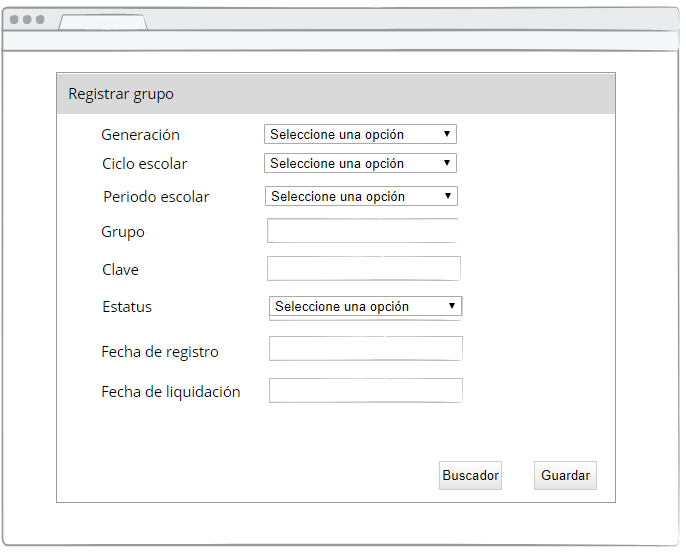 Registrar grupo
Generación Seleccione una opción
Ciclo escolar Seleccione una opción
Periodo escolar Seleccione una opción
Grupo
Clave
Estatus Seleccione una opción
Fecha de registro
Fecha de liquidación
Buscador Guardar